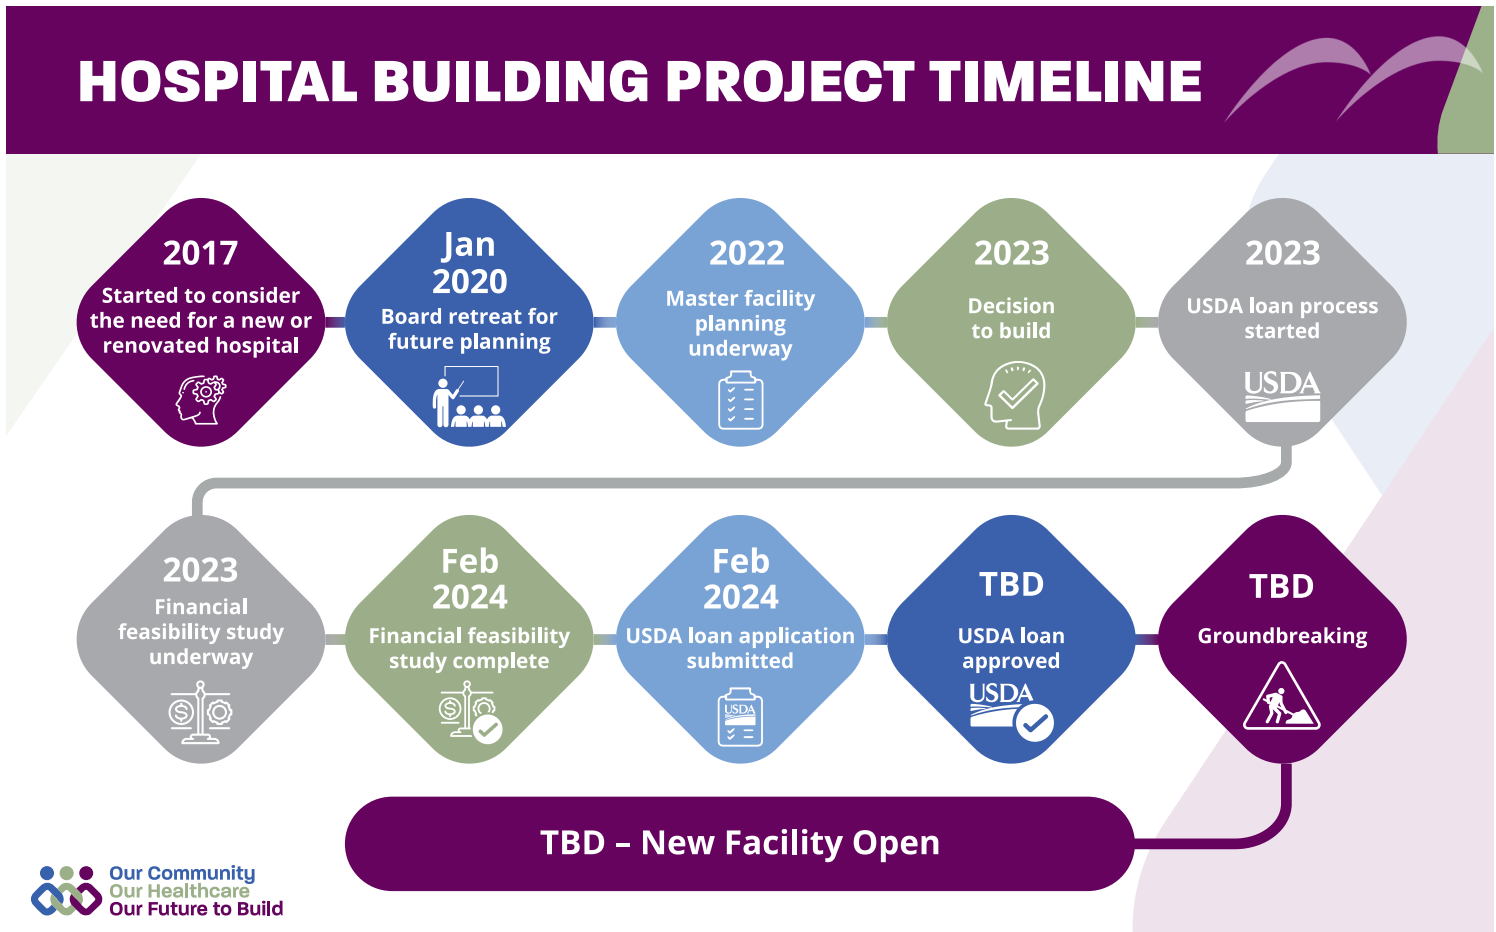 HOSPITAL BUILDING PROJECT TIMELINE
2017
Started to consider
the need for a new or
renovated hospital
Jan
2020
Board retreat for
future planning
2022
Master facility
planning
underway
2023
Decision
to build
2023
USDA loan process
started
USDA
2023
Financial
feasibility study
underway
Feb
2024
Financial feasibility
study complete
Feb
2024
USDA loan application
submitted
USDA
TBD
USDA loan
approved
USDA
TBD
Groundbreaking
TBD – New Facility Open
Our Community
Our Healthcare
Our Future to Build